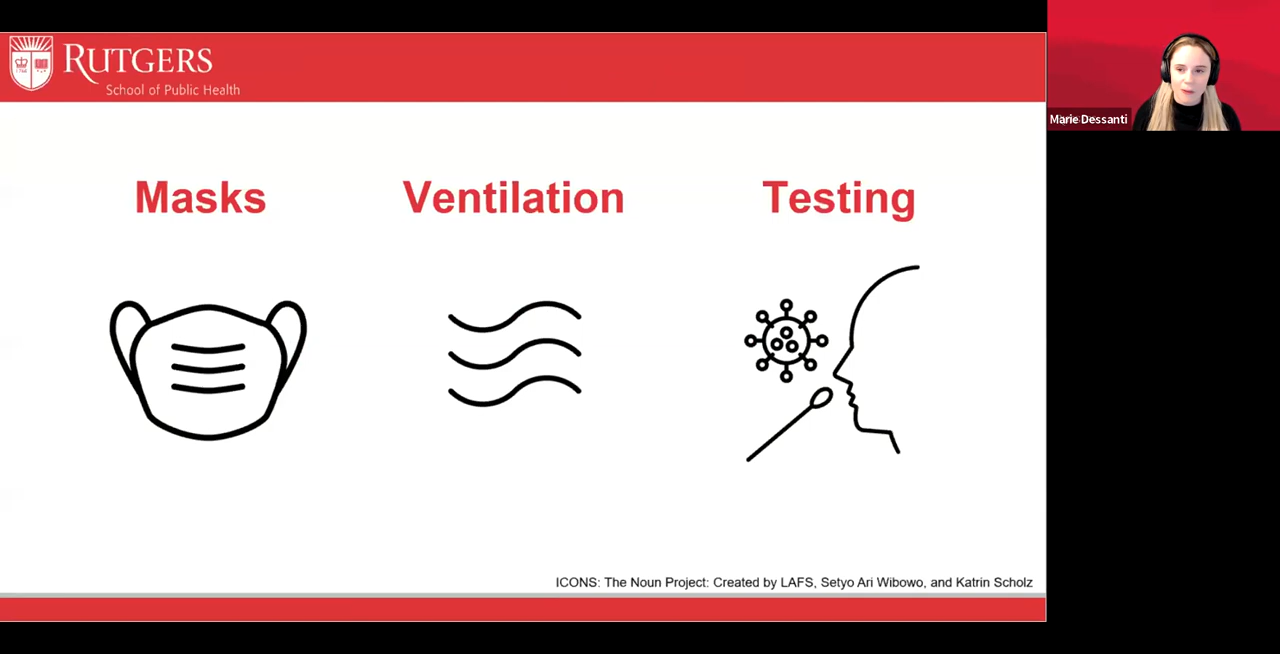 RUTGERS
School of Public Health
Marie Dessanti
Masks
Ventilation
Testing
ICONS: The Noun Project: Created by LAFS, Setyo Ari Wibowo, and Katrin Scholz